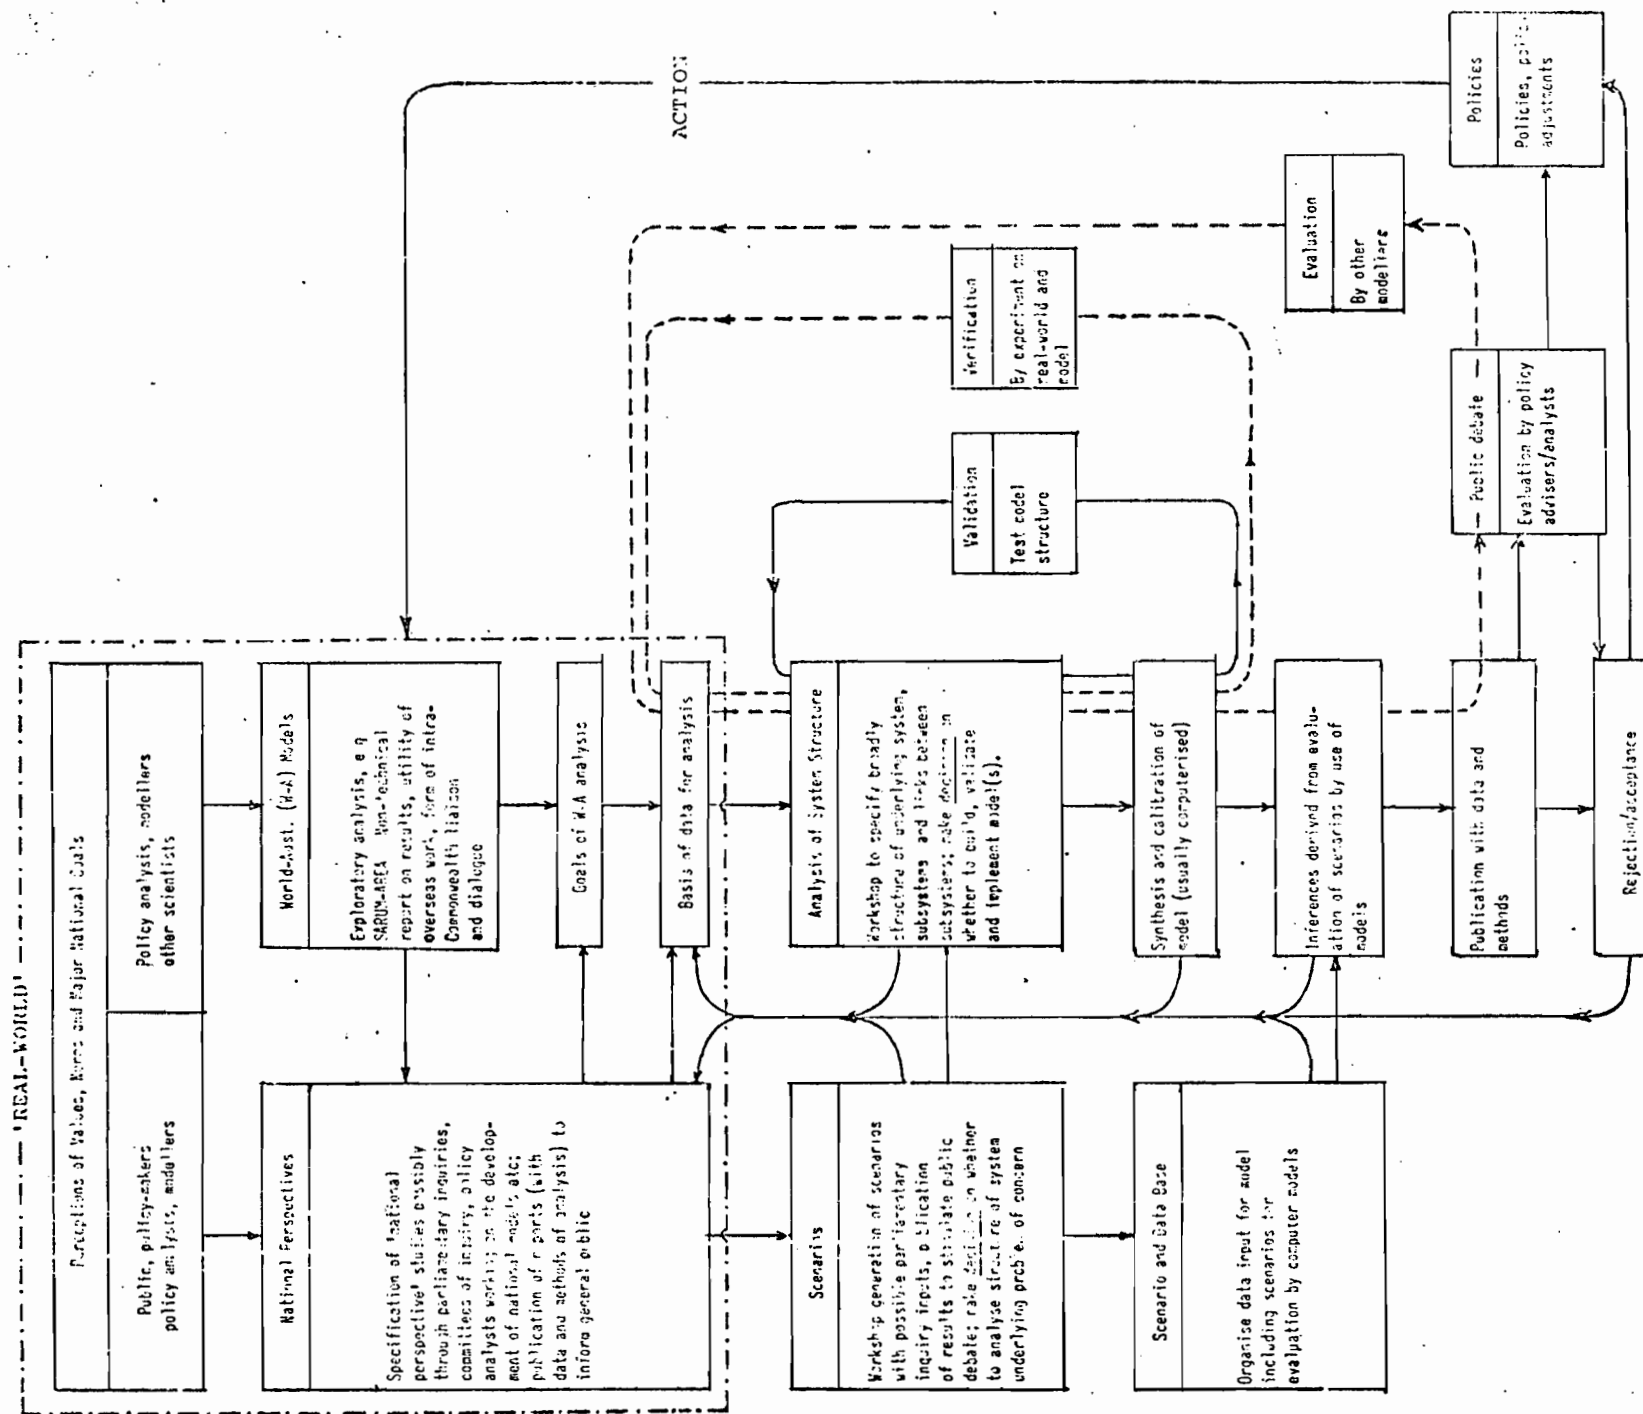 'REAL-WORLD'
Perceptions of Values, Norms and Major National Goals
Public, policy-makers
policy analysts, modellers
Policy analysis, modellers
other scientists
National Perspectives
Specification of 'national
perspective' studies possibly
through parliamentary inquiries,
committees of inquiry, policy
analysts working on the develop-
ment of national models etc;
publication of reports (with
data and methods of analysis) to
inform general public
World-Aust. (W-A) Models
Exploratory analysis, e g
SARUM-AREA Non-technical
report on results, utility of
overseas work, form of intra-
Commonwealth liaison
and dialogue
Goals of W-A analysis
Basis of data for analysis
ACTION
Scenarios
Workshop generation of scenarios
with possible parliamentary
inquiry inputs, publication
of results to stimulate public
debate; make decision on whether
to analyse structure of system
underlying problem of concern
Analysis of System Structure
Workshop to specify broadly
structure of underlying system,
subsystems and links between
subsystems; make decision on
whether to build, validate
and implement model(s).
Validation
Test code
structure
Verification
By experiment on
real-world and
model
Scenario and Data Base
Organise data input for model
including scenarios for
evaluation by computer models
Synthesis and calibration of
model (usually computerised)
Inferences derived from evalu-
ation of scenarios by use of
models
Evaluation
By other
modellers
Publication with data and
methods
Public debate
Evaluation by policy
advisers/analysts
Policies
Policies,
adjustments
Rejection/acceptance